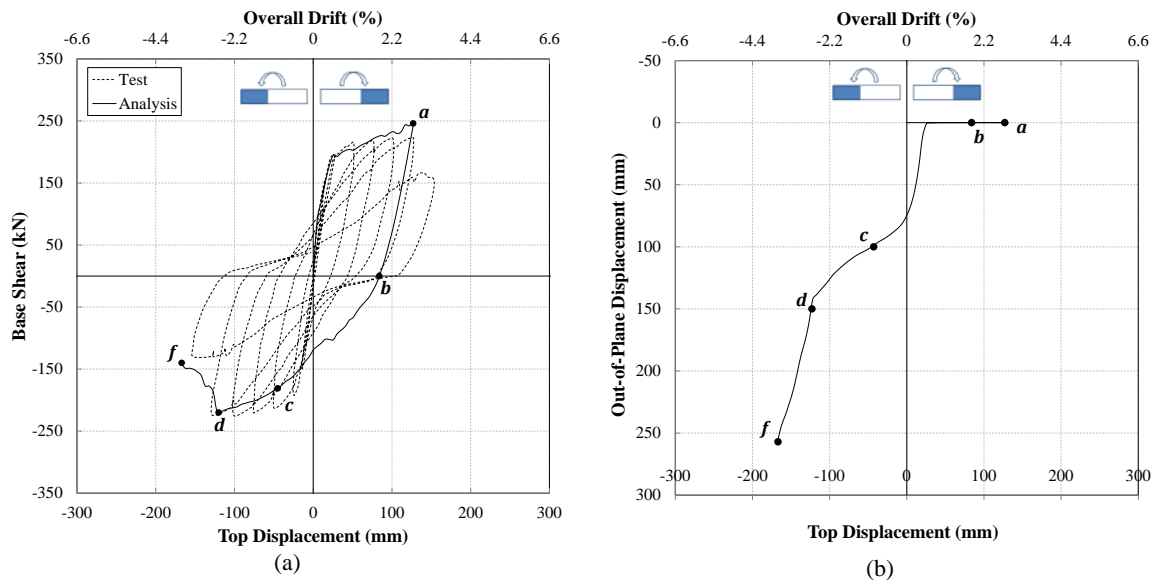 Overall Drift (%)
-6.6 -4.4 -2.2 0 2.2 4.4 6.6
350
250
150
50
-50
-150
-250
-350
Base Shear (kN)
Test
Analysis
a
b
c
d
f
-300 -200 -100 0 100 200 300
Top Displacement (mm)
(a)
Overall Drift (%)
-6.6 -4.4 -2.2 0 2.2 4.4 6.6
-50
0
50
100
150
200
250
300
Out-of-Plane Displacement (mm)
b a
c
d
f
-300 -200 -100 0 100 200 300
Top Displacement (mm)
(b)